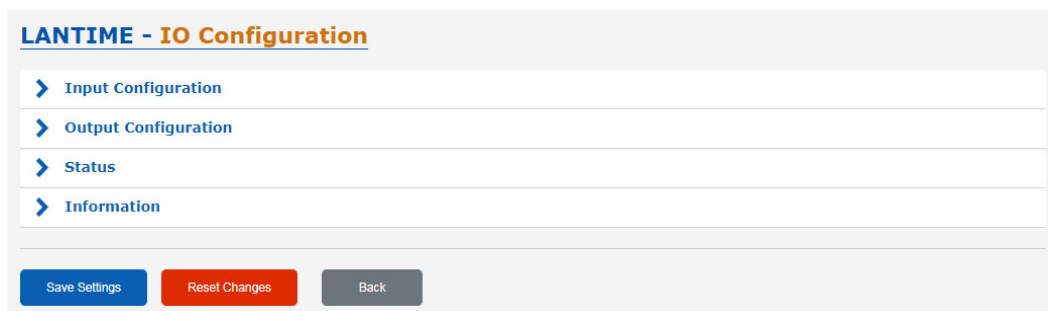 LANTIME - IO Configuration
Input Configuration
Output Configuration
Status
Information
Save Settings Reset Changes Back